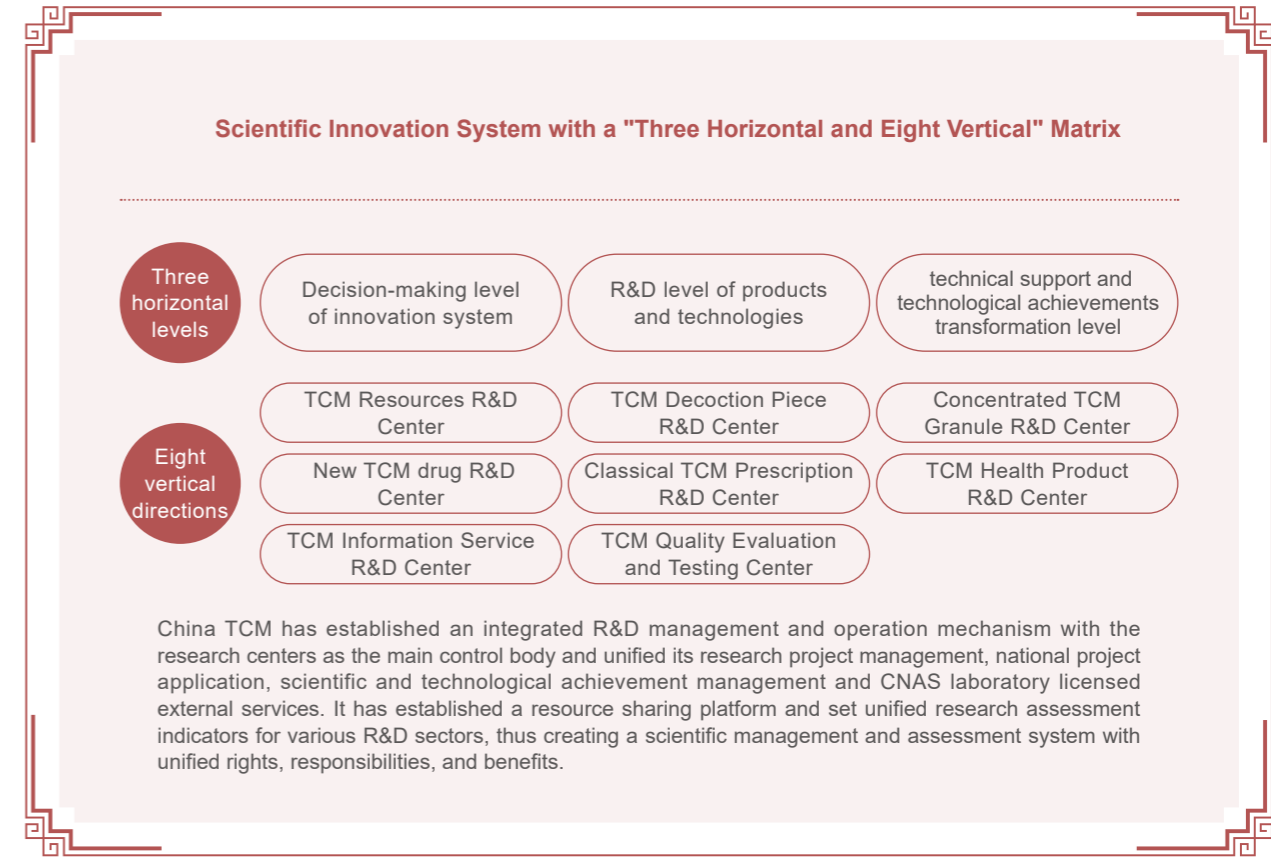 Scientific Innovation System with a "Three Horizontal and Eight Vertical" Matrix
Three
horizontal
levels
Decision-making level
of innovation system
R&D level of products
and technologies
technical support and
technological achievements
transformation level
Eight
vertical
directions
TCM Resources R&D
Center
TCM Decoction Piece
R&D Center
Concentrated TCM
Granule R&D Center
New TCM drug R&D
Center
Classical TCM Prescription
R&D Center
TCM Health Product
R&D Center
TCM Information Service
R&D Center
TCM Quality Evaluation
and Testing Center
China TCM has established an integrated R&D management and operation mechanism with the
research centers as the main control body and unified its research project management, national project
application, scientific and technological achievement management and CNAS laboratory licensed
external services. It has established a resource sharing platform and set unified research assessment
indicators for various R&D sectors, thus creating a scientific management and assessment system with
unified rights, responsibilities, and benefits.